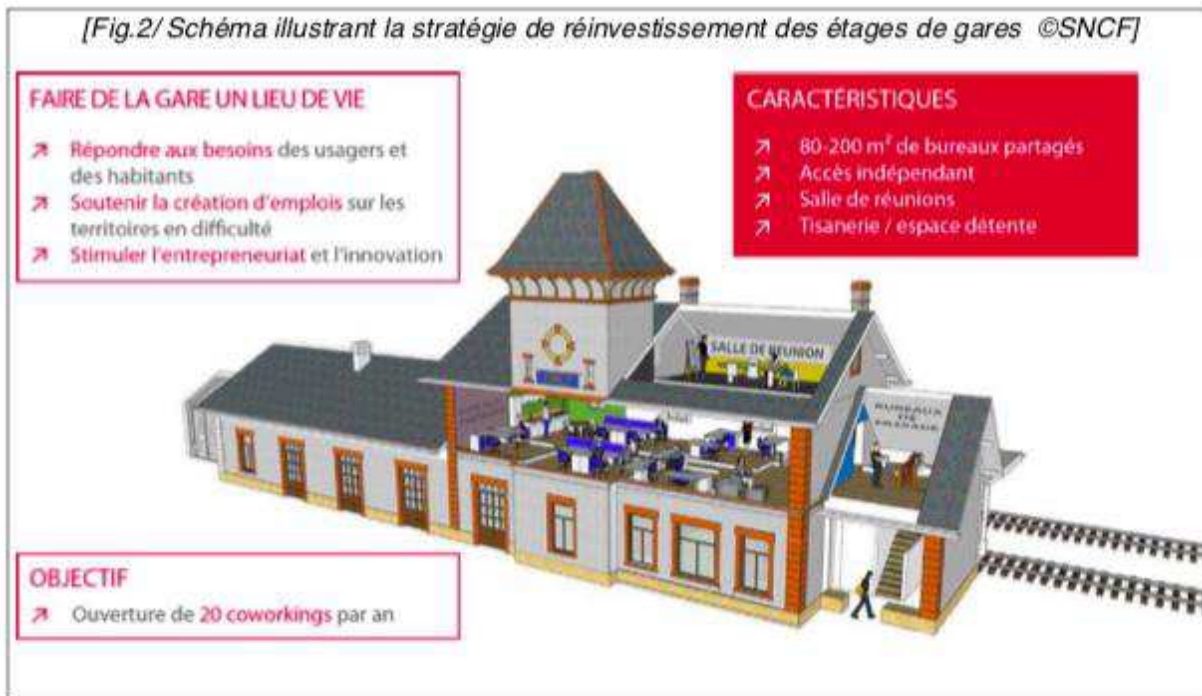 [Fig.2/ Schéma illustrant la stratégie de réinvestissement des étages de gares ©SNCF]
FAIRE DE LA GARE UN LIEU DE VIE
↗ Répondre aux besoins des usagers et
des habitants
↗ Soutenir la création d'emplois sur les
territoires en difficulté
↗ Stimuler l'entrepreneuriat et l'innovation
CARACTÉRISTIQUES
↗ 80-200 m² de bureaux partagés
↗ Accès indépendant
↗ Salle de réunions
↗ Tisanerie / espace détente
SALLE DE REUNION
BUREAUX
DE
PASSAGE
OBJECTIF
↗ Ouverture de 20 coworkings par an